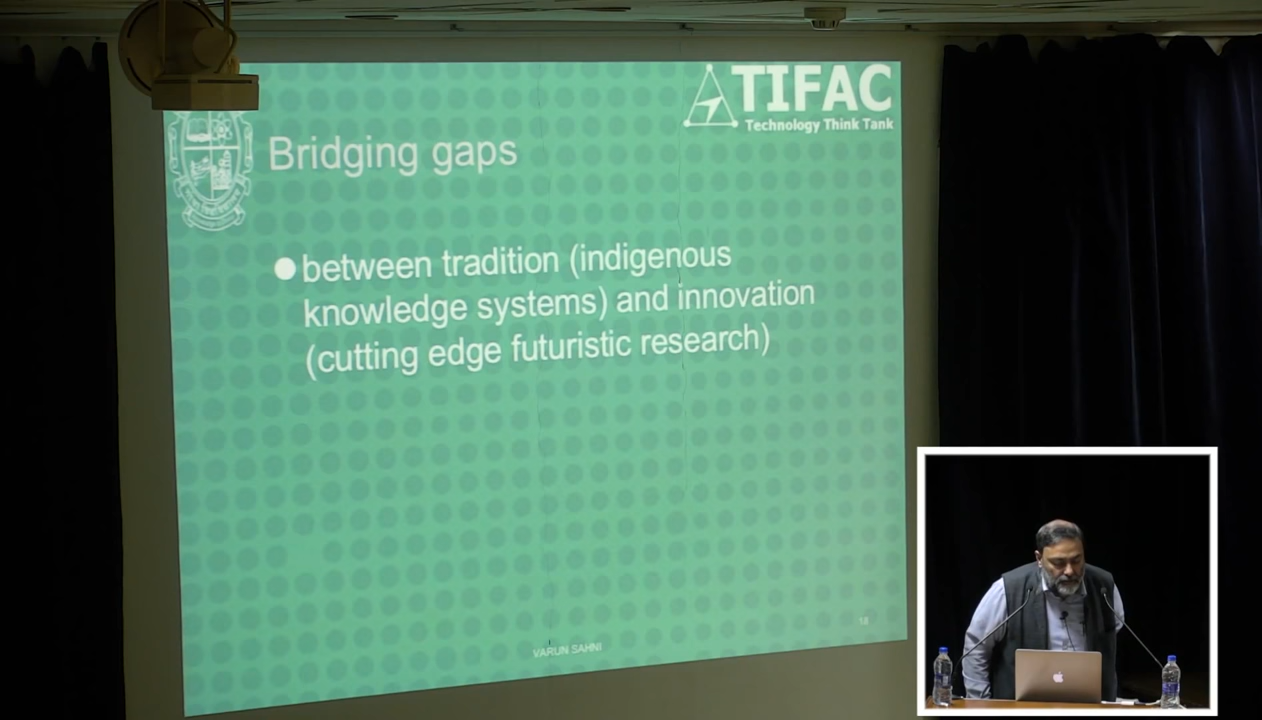 TIFAC
Technology Think Tank
Bridging gaps
between tradition (indigenous
knowledge systems) and innovation
(cutting edge futuristic research)
VARUN SAHNI
18